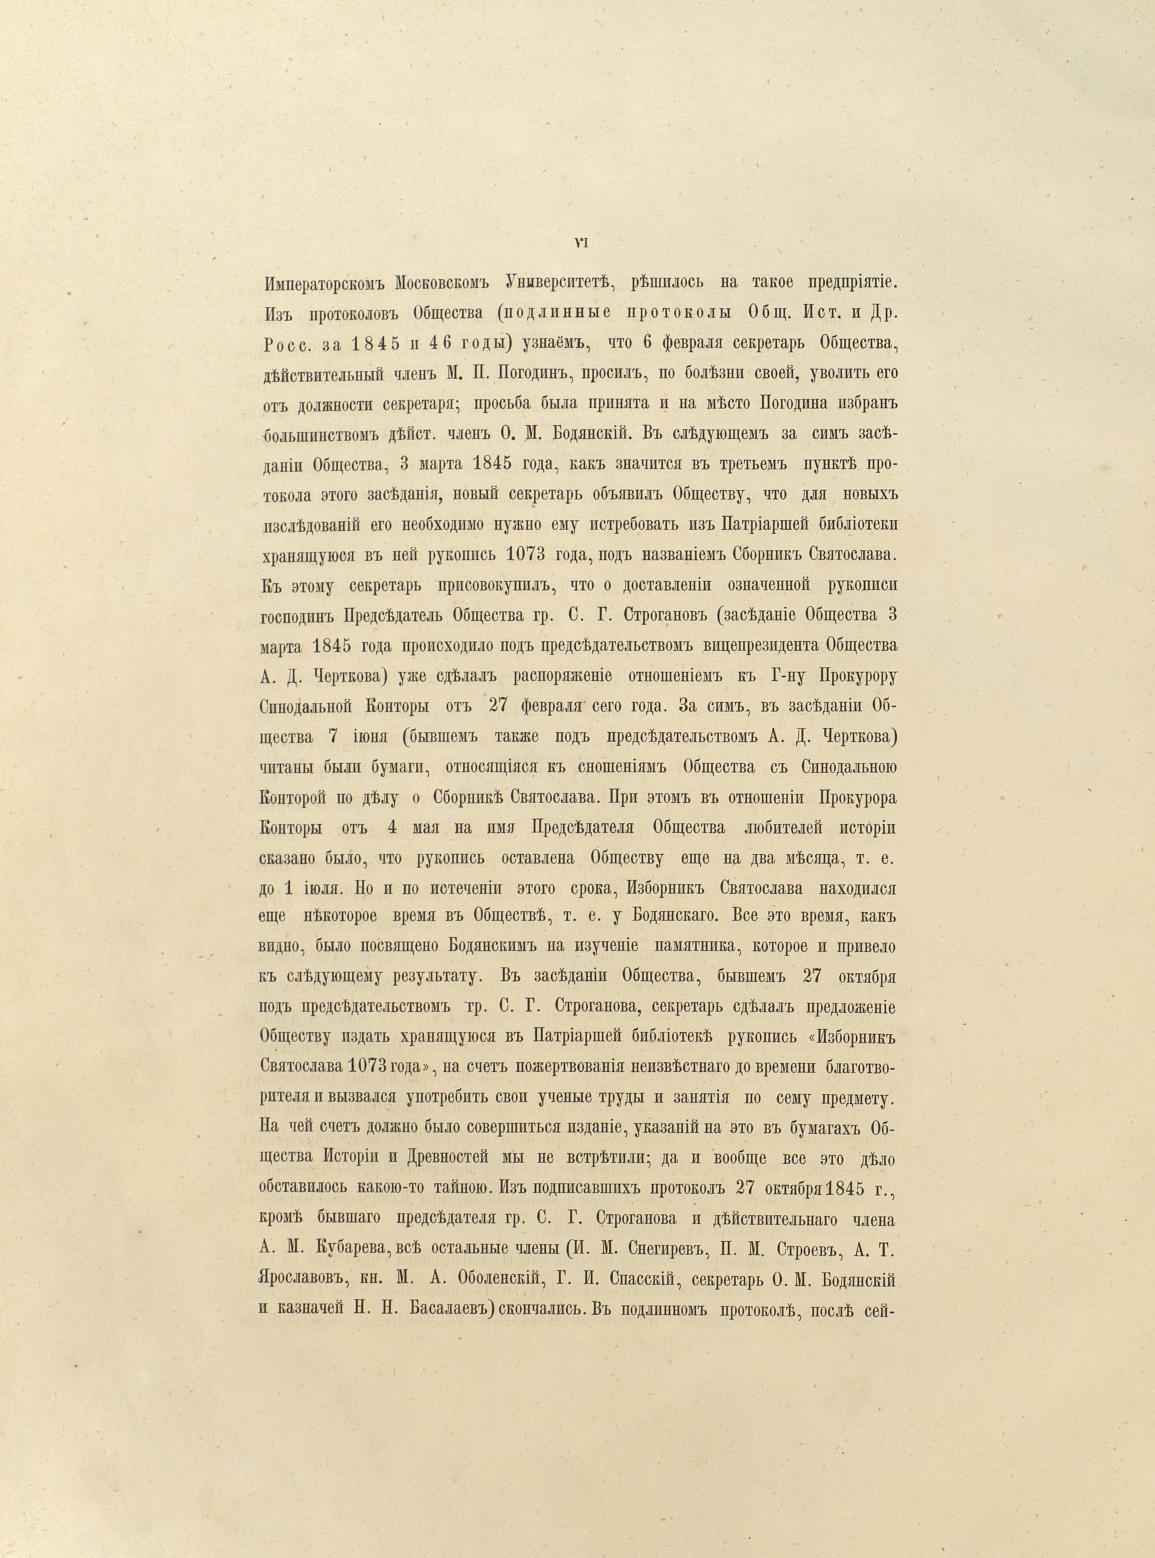 VI
Императорскомъ Московскомъ Университетѣ, рѣшилось на такое предпріятіе.
Изъ протоколовъ Общества (подлинные протоколы Общ. Ист. и Др.
Росс. за 1845 и 46 годы) узнаёмъ, что 6 февраля секретарь Общества,
дѣйствительный членъ М. П. Погодинъ, просилъ, по болѣзни своей, уволить его
отъ должности секретаря; просьба была принята и на мѣсто Погодина избранъ
большинствомъ дѣйст. членъ О. М. Бодянскій. Въ слѣдующемъ за симъ засѣ-
даніи Общества, 3 марта 1845 года, какъ значится въ третьемъ пунктѣ про-
токола этого засѣданія, новый секретарь объявилъ Обществу, что для новыхъ
изслѣдованій его необходимо нужно ему истребовать изъ Патріаршей библіотеки
хранящуюся въ ней рукопись 1073 года, подъ названіемъ Сборникъ Святослава.
Къ этому секретарь присовокупилъ, что о доставленіи означенной рукописи
господинъ Предсѣдатель Общества гр. С. Г. Строгановъ (засѣданіе Общества 3
марта 1845 года происходило подъ предсѣдательствомъ вицепрезидента Общества
А. Д. Черткова) уже сдѣлалъ распоряженіе отношеніемъ къ Г-ну Прокурору
Синодальной Конторы отъ 27 февраля сего года. За симъ, въ засѣданіи Об-
щества 7 іюня (бывшемъ также подъ предсѣдательствомъ А. Д. Черткова)
читаны были бумаги, относящіяся къ сношеніямъ Общества съ Синодальною
Конторой по дѣлу о Сборникѣ Святослава. При этомъ въ отношеніи Прокурора
Конторы отъ 4 мая на имя Предсѣдателя Общества любителей исторіи
сказано было, что рукопись оставлена Обществу еще на два мѣсяца, т. е.
до 1 іюля. Но и по истеченіи этого срока, Изборникъ Святослава находился
еще нѣкоторое время въ Обществѣ, т. е. у Бодянскаго. Все это время, какъ
видно, было посвящено Бодянскимъ на изученіе памятника, которое и привело
къ слѣдующему результату. Въ засѣданіи Общества, бывшемъ 27 октября
подъ предсѣдательствомъ гр. С. Г. Строганова, секретарь сдѣлалъ предложеніе
Обществу издать хранящуюся въ Патріаршей библіотекѣ рукопись «Изборникъ
Святослава 1073 года», на счетъ пожертвованія неизвѣстнаго до времени благотво-
рителя и вызвался употребить свои ученые труды и занятія по сему предмету.
На чей счетъ должно было совершиться изданіе, указаній на это въ бумагахъ Об-
щества Исторіи и Древностей мы не встрѣтили; да и вообще все это дѣло
обставилось какою-то тайною. Изъ подписавшихъ протоколъ 27 октября 1845 г.,
кромѣ бывшаго предсѣдателя гр. С. Г. Строганова и дѣйствительнаго члена
А. М. Кубарева, всѣ остальные члены (И. М. Снегиревъ, П. М. Строевъ, А. Т.
Ярославовъ, кн. М. А. Оболенскій, Г. И. Спасскій, секретарь О. М. Бодянскій
и казначей Н. Н. Басалаевъ) скончались. Въ подлинномъ протоколѣ, послѣ сей-